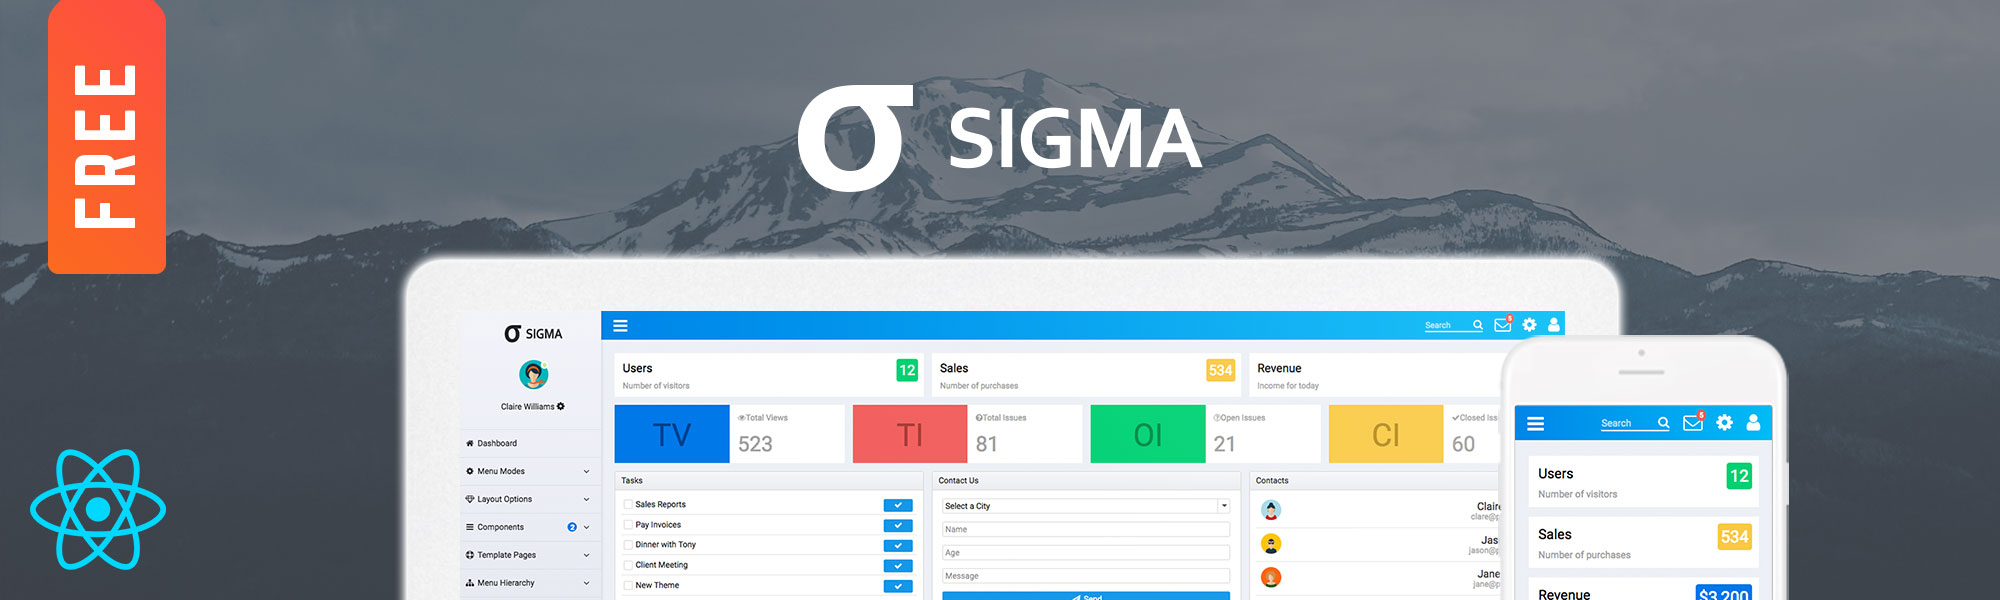 FREE
σ SIGMA
σ SIGMA
Claire Williams
Dashboard
Menu Modes
Layout Options
Components 2
Template Pages
Menu Hierarchy
Search 5
Users 12
Number of visitors
Sales 534
Number of purchases
Revenue
Income for today
TV Total Views
523
TI Total Issues
81
OI Open Issues
21
CI Closed Iss
60
Tasks
Sales Reports
Pay Invoices
Dinner with Tony
Client Meeting
New Theme
Contact Us
Select a City
Name
Age
Message
Send
Contacts
Claire
clare@p
Jas
jason@p
Jane
jane@p
Search 5
Users 12
Number of visitors
Sales 534
Number of purchases
Revenue $3,200